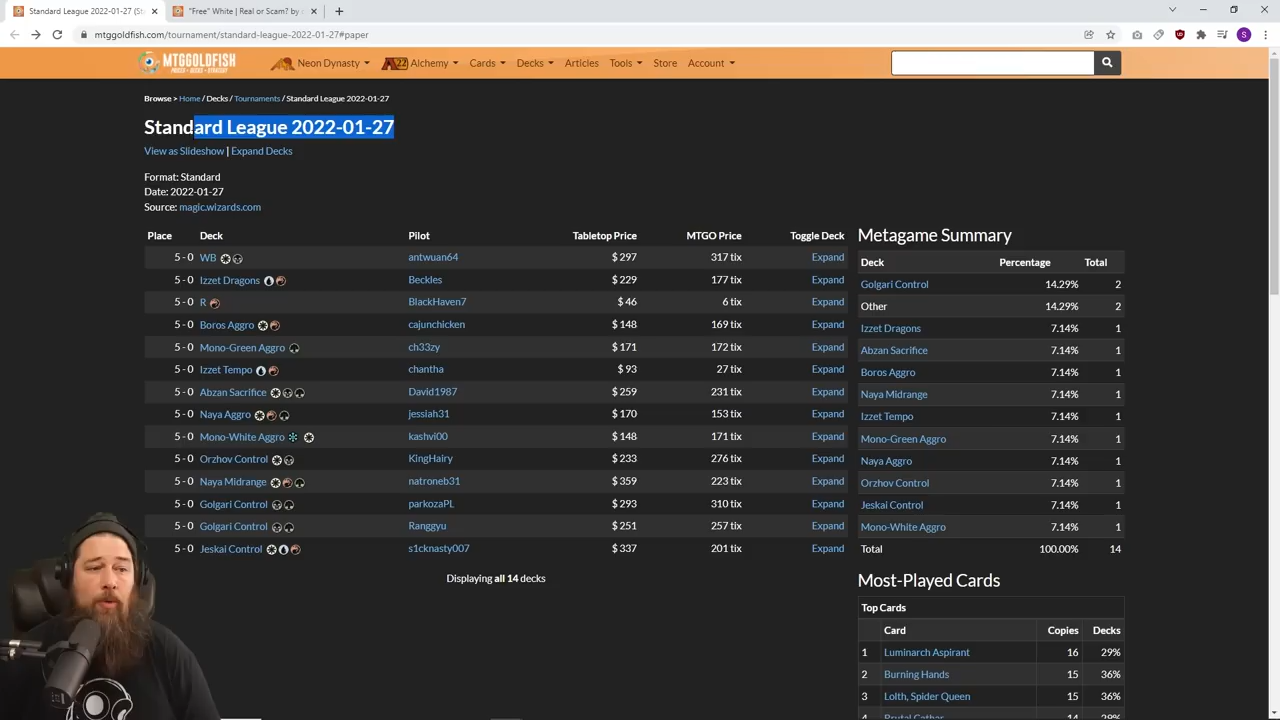 Standard League 2022-01-27 (St
"Free" White | Real or Scam? by
mtggoldfish.com/tournament/standard-league-2022-01-27#paper
S
MTGGOLDFISH
PRICES - DECKS - STRATEGY
Neon Dynasty
A22 Alchemy
Cards
Decks
Articles
Tools
Store
Account
Browse > Home / Decks / Tournaments / Standard League 2022-01-27
Standard League 2022-01-27
View as Slideshow | Expand Decks
Format: Standard
Date: 2022-01-27
Source: magic.wizards.com
Place Deck Pilot Tabletop Price MTGO Price Toggle Deck
5 - 0 WB antwuan64 $ 297 317 tix Expand
5 - 0 Izzet Dragons Beckles $ 229 177 tix Expand
5 - 0 R BlackHaven7 $ 46 6 tix Expand
5 - 0 Boros Aggro cajunchicken $ 148 169 tix Expand
5 - 0 Mono-Green Aggro ch33zy $ 171 172 tix Expand
5 - 0 Izzet Tempo chantha $ 93 27 tix Expand
5 - 0 Abzan Sacrifice David1987 $ 259 231 tix Expand
5 - 0 Naya Aggro jessiah31 $ 170 153 tix Expand
5 - 0 Mono-White Aggro kashvi00 $ 148 171 tix Expand
5 - 0 Orzhov Control KingHairy $ 233 276 tix Expand
5 - 0 Naya Midrange natroneb31 $ 359 223 tix Expand
5 - 0 Golgari Control parkozaPL $ 293 310 tix Expand
5 - 0 Golgari Control Ranggyu $ 251 257 tix Expand
5 - 0 Jeskai Control s1cknasty007 $ 337 201 tix Expand
Displaying all 14 decks
Metagame Summary
Deck Percentage Total
Golgari Control 14.29% 2
Other 14.29% 2
Izzet Dragons 7.14% 1
Abzan Sacrifice 7.14% 1
Boros Aggro 7.14% 1
Naya Midrange 7.14% 1
Izzet Tempo 7.14% 1
Mono-Green Aggro 7.14% 1
Naya Aggro 7.14% 1
Orzhov Control 7.14% 1
Jeskai Control 7.14% 1
Mono-White Aggro 7.14% 1
Total 100.00% 14
Most-Played Cards
Top Cards
Card Copies Decks
1 Luminarch Aspirant 16 29%
2 Burning Hands 15 36%
3 Lolth, Spider Queen 15 36%
4 Brutal Cathar 14 29%